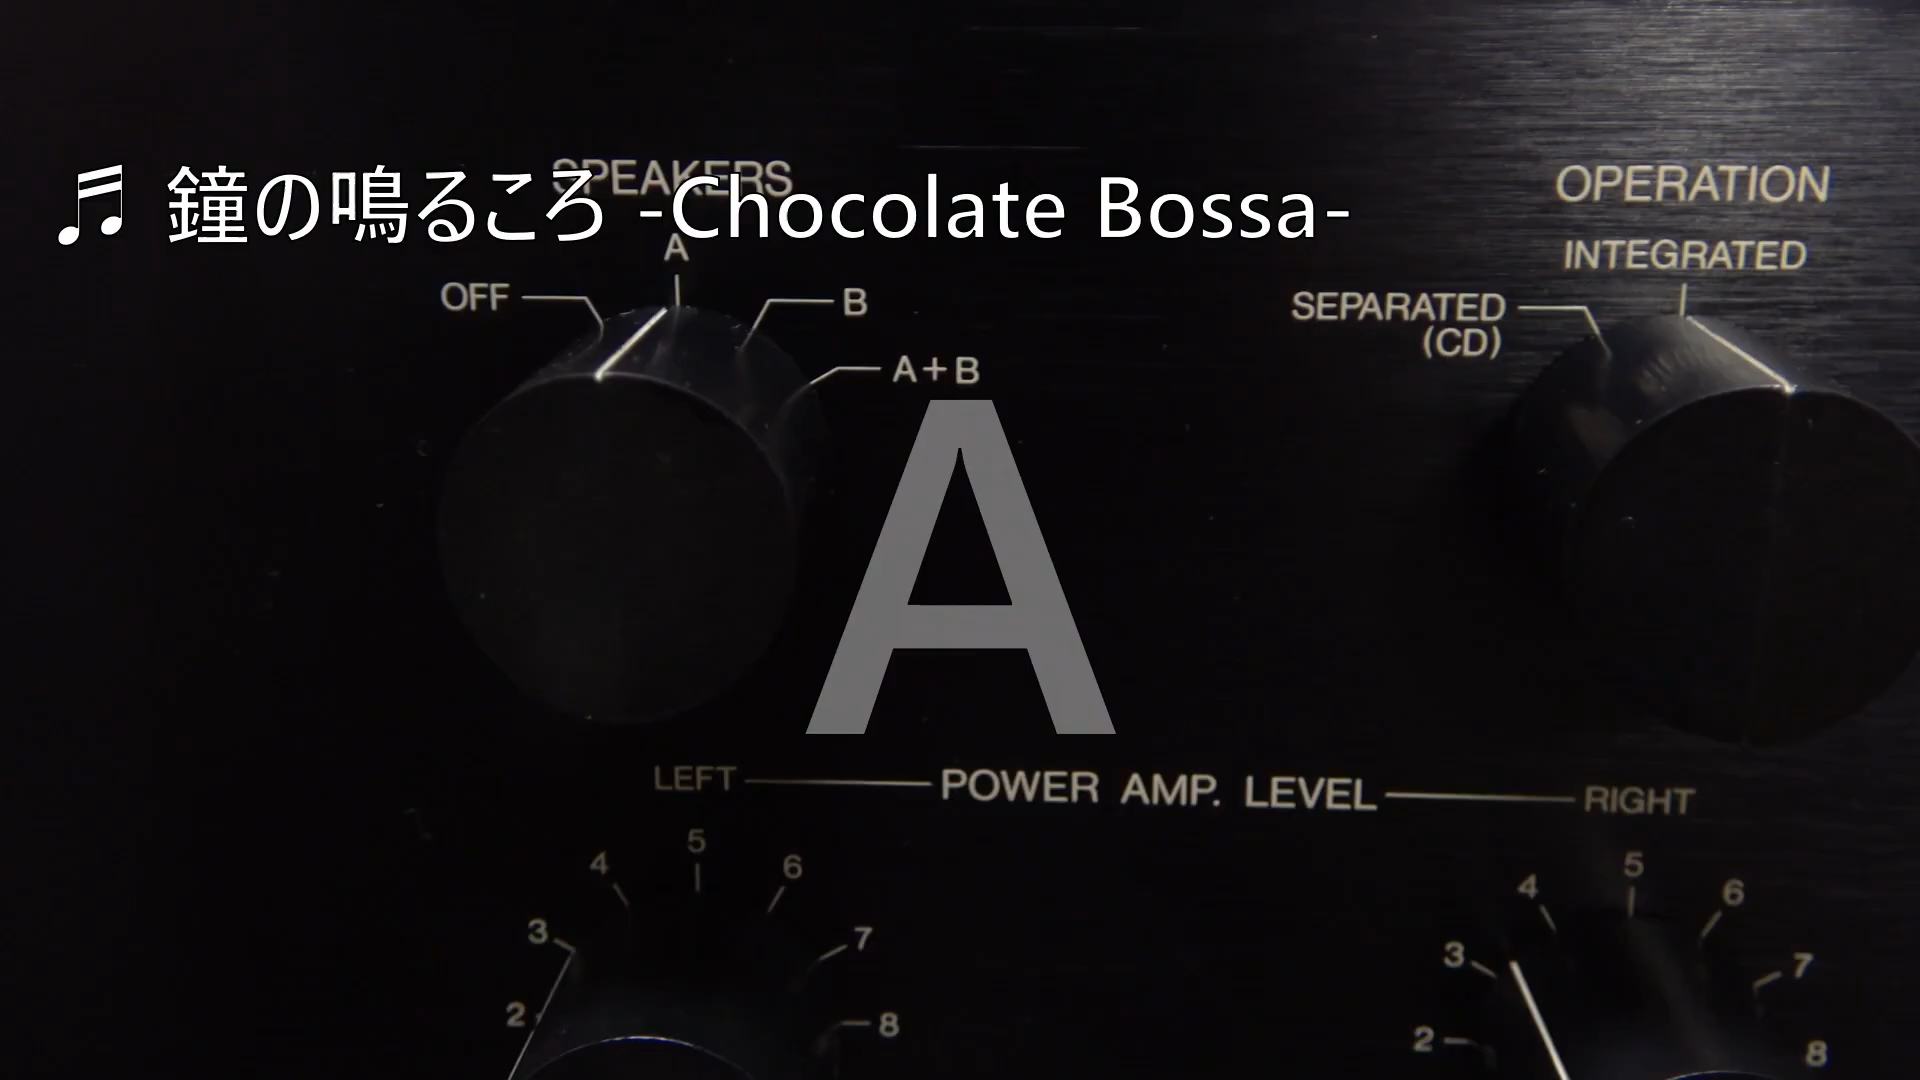 SPEAKERS
♬ 鐘の鳴るころ -Chocolate Bossa-
OPERATION
A
INTEGRATED
OFF
B
SEPARATED
(CD)
A+B
A
LEFT POWER AMP. LEVEL RIGHT
5
4
6
3
7
2
8
5
4
6
3
7
2
8